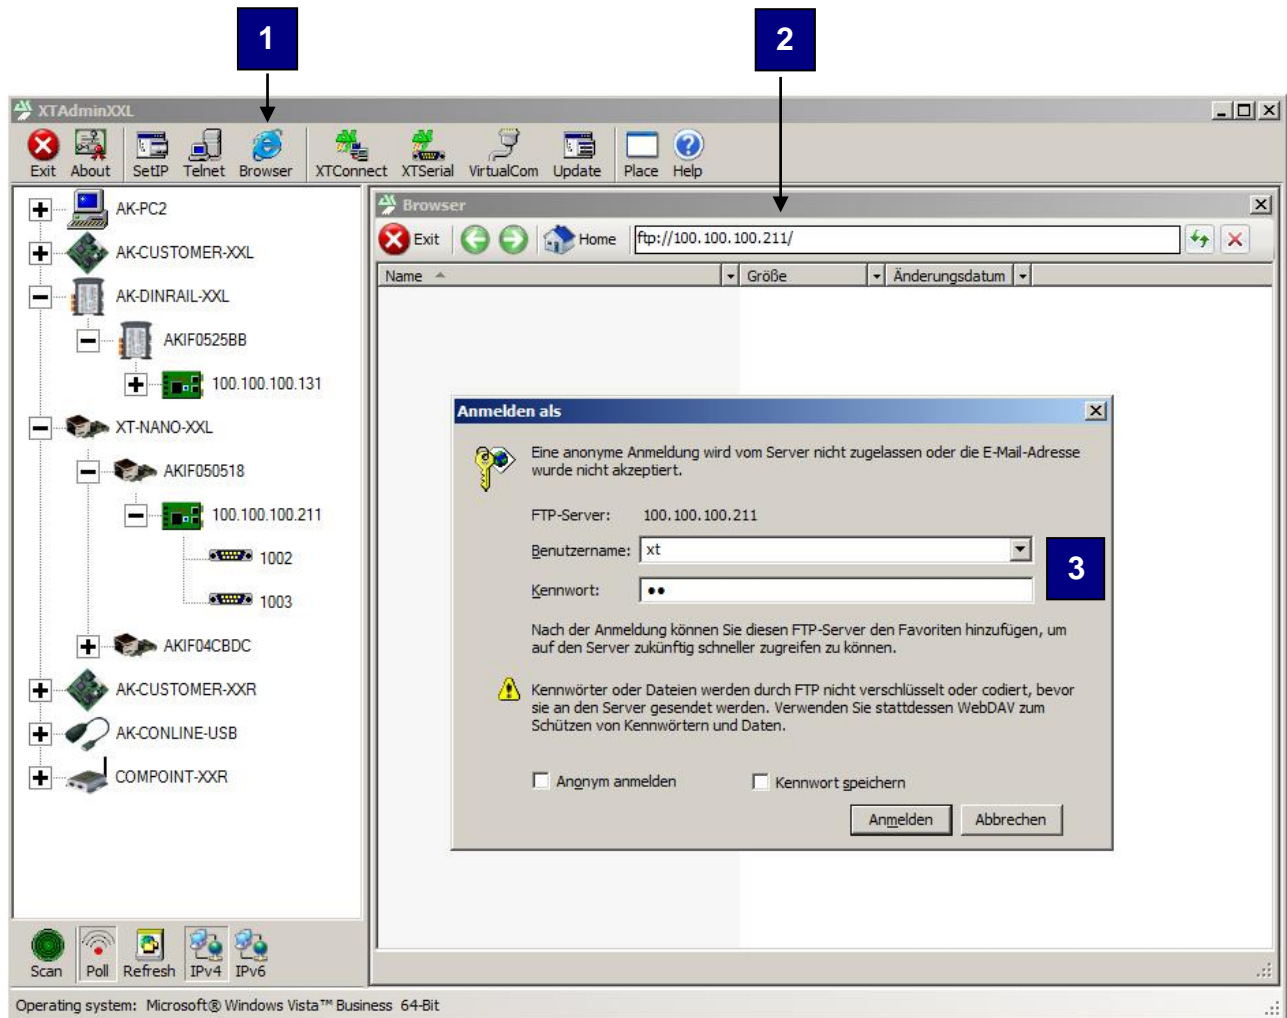 1
2
XTAdminXXL
Exit About SetIP Telnet Browser XTConnect XTSerial VirtualCom Update Place Help
AK-PC2
AK-CUSTOMER-XXL
AK-DINRAIL-XXL
AKIF0525BB
100.100.100.131
XT-NANO-XXL
AKIF050518
100.100.100.211
1002
1003
AKIF04CBDC
AK-CUSTOMER-XXR
AK-CONLINE-USB
COMPOINT-XXR
Browser
Exit Home ftp://100.100.100.211/
Name Größe Änderungsdatum
Anmelden als
Eine anonyme Anmeldung wird vom Server nicht zugelassen oder die E-Mail-Adresse
wurde nicht akzeptiert.
FTP-Server: 100.100.100.211
Benutzername: xt
3
Kennwort: ••
Nach der Anmeldung können Sie diesen FTP-Server den Favoriten hinzufügen, um
auf den Server zukünftig schneller zugreifen zu können.
Kennwörter oder Dateien werden durch FTP nicht verschlüsselt oder codiert, bevor
sie an den Server gesendet werden. Verwenden Sie stattdessen WebDAV zum
Schützen von Kennwörtern und Daten.
Anonym anmelden Kennwort speichern
Anmelden Abbrechen
Scan Poll Refresh IPv4 IPv6
Operating system: Microsoft® Windows Vista™ Business 64-Bit